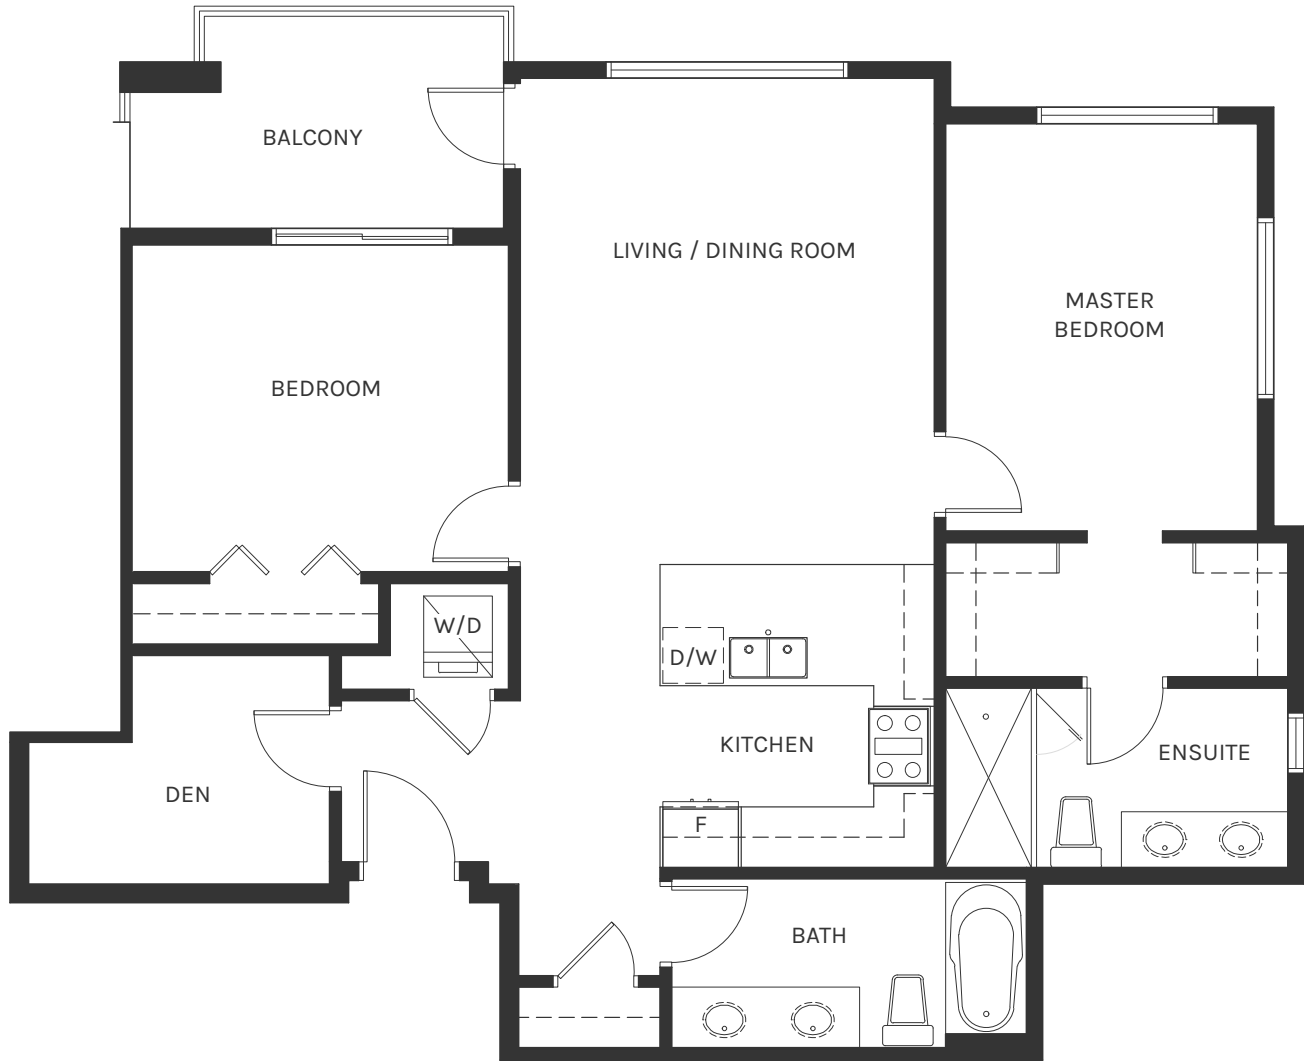 BALCONY
LIVING / DINING ROOM
MASTER
BEDROOM
BEDROOM
W/D
D/W
KITCHEN
ENSUITE
DEN
F
BATH